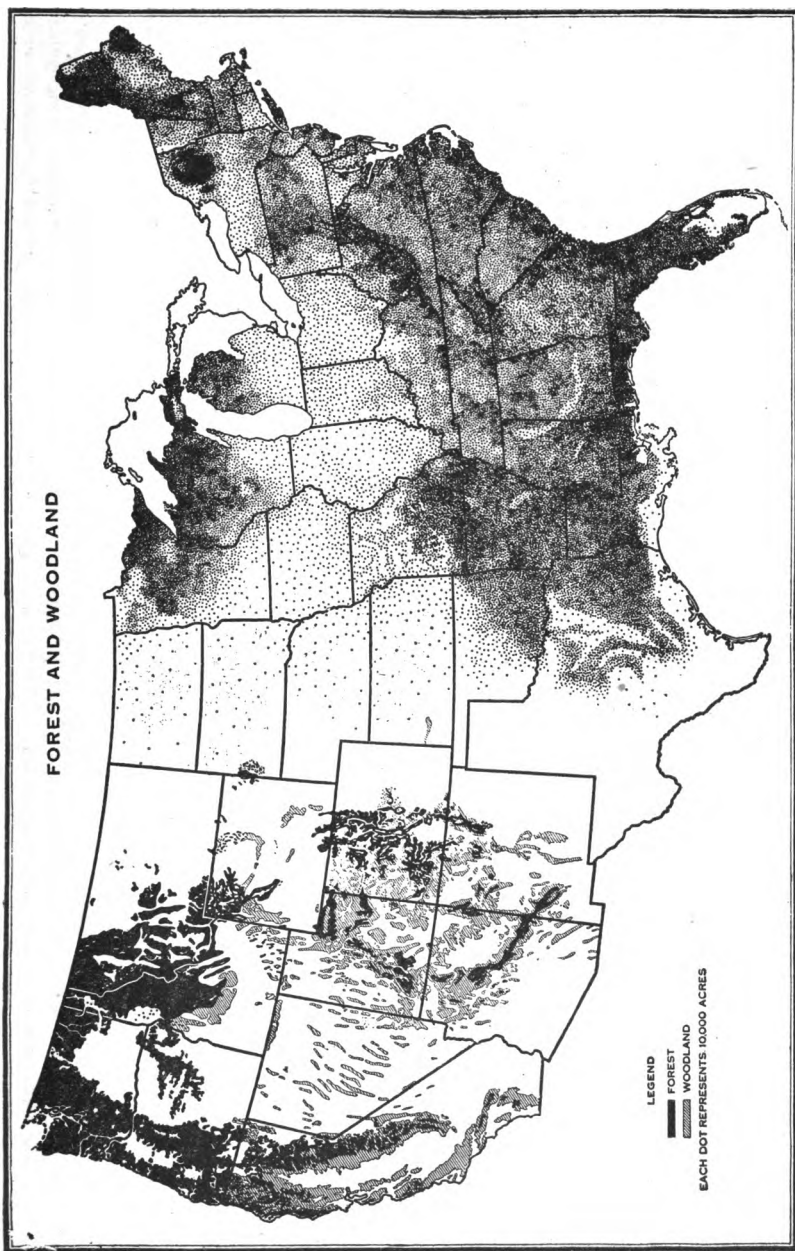 FOREST AND WOODLAND
LEGEND
FOREST
WOODLAND
EACH DOT REPRESENTS 10,000 ACRES